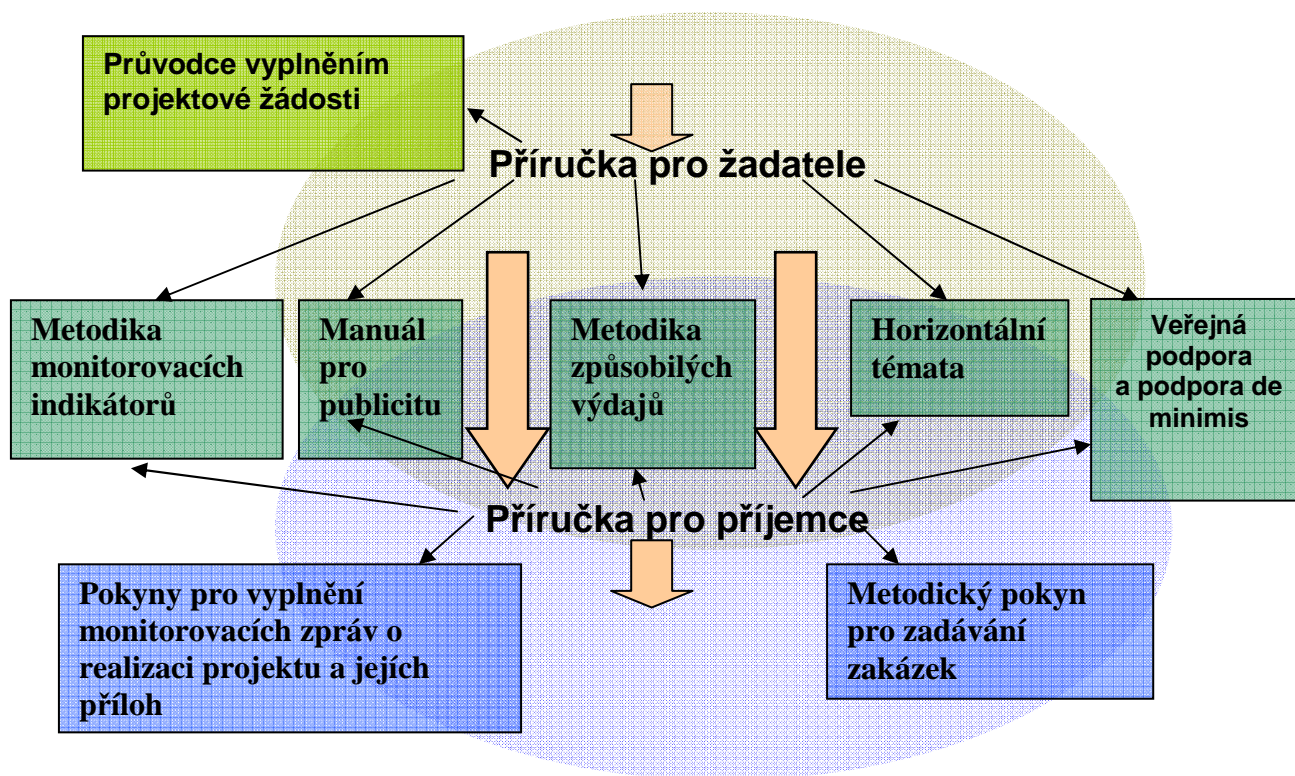 Průvodce vyplněním
projektové žádosti
Příručka pro žadatele
Metodika
monitorovacích
indikátorů
Manuál
pro
publicitu
Metodika
způsobilých
výdajů
Horizontální
témata
Veřejná
podpora
a podpora de
minimis
Příručka pro příjemce
Pokyny pro vyplnění
monitorovacích zpráv o
realizaci projektu a jejích
příloh
Metodický pokyn
pro zadávání
zakázek